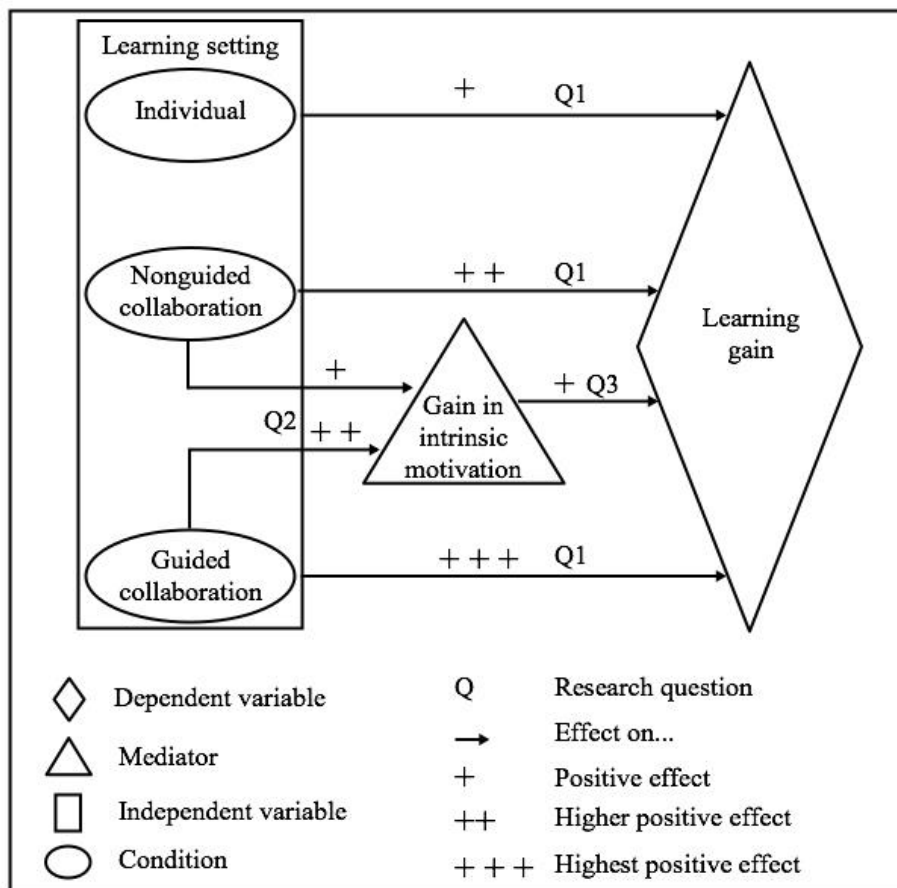 Learning setting
Individual
+ Q1
Nonguided
collaboration
++ Q1
Learning
gain
+
+ Q3
Q2 ++
Gain in
intrinsic
motivation
Guided
collaboration
+++ Q1
Dependent variable
Mediator
Independent variable
Condition
Q Research question
Effect on...
+ Positive effect
++ Higher positive effect
+++ Highest positive effect